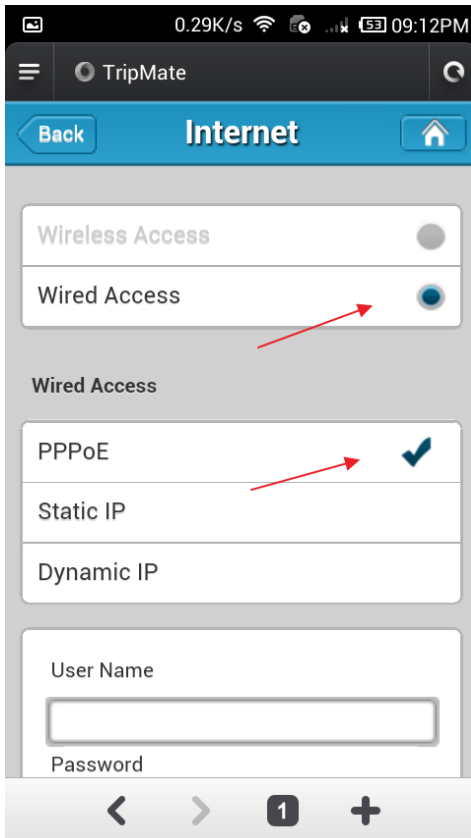 0.29K/s 53 09:12PM
TripMate
Back Internet
Wireless Access
Wired Access
Wired Access
PPPoE
Static IP
Dynamic IP
User Name
Password
1